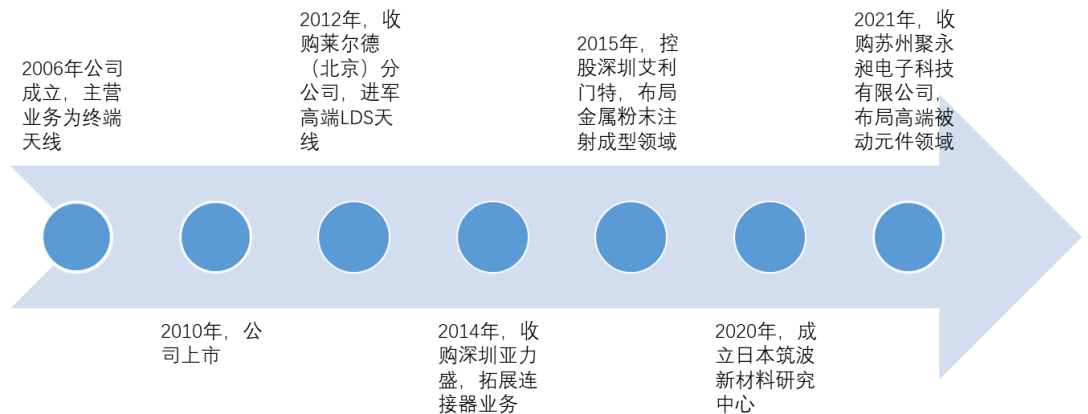 2006年公司
成立，主营
业务为终端
天线
2010年，公
司上市
2012年，收
购莱尔德
（北京）分
公司，进军
高端LDS天
线
2014年，收
购深圳亚力
盛，拓展连
接器业务
2015年，控
股深圳艾利
门特，布局
金属粉末注
射成型领域
2020年，成
立日本筑波
新材料研究
中心
2021年，收
购苏州聚永
昶电子科技
有限公司，
布局高端被
动元件领域